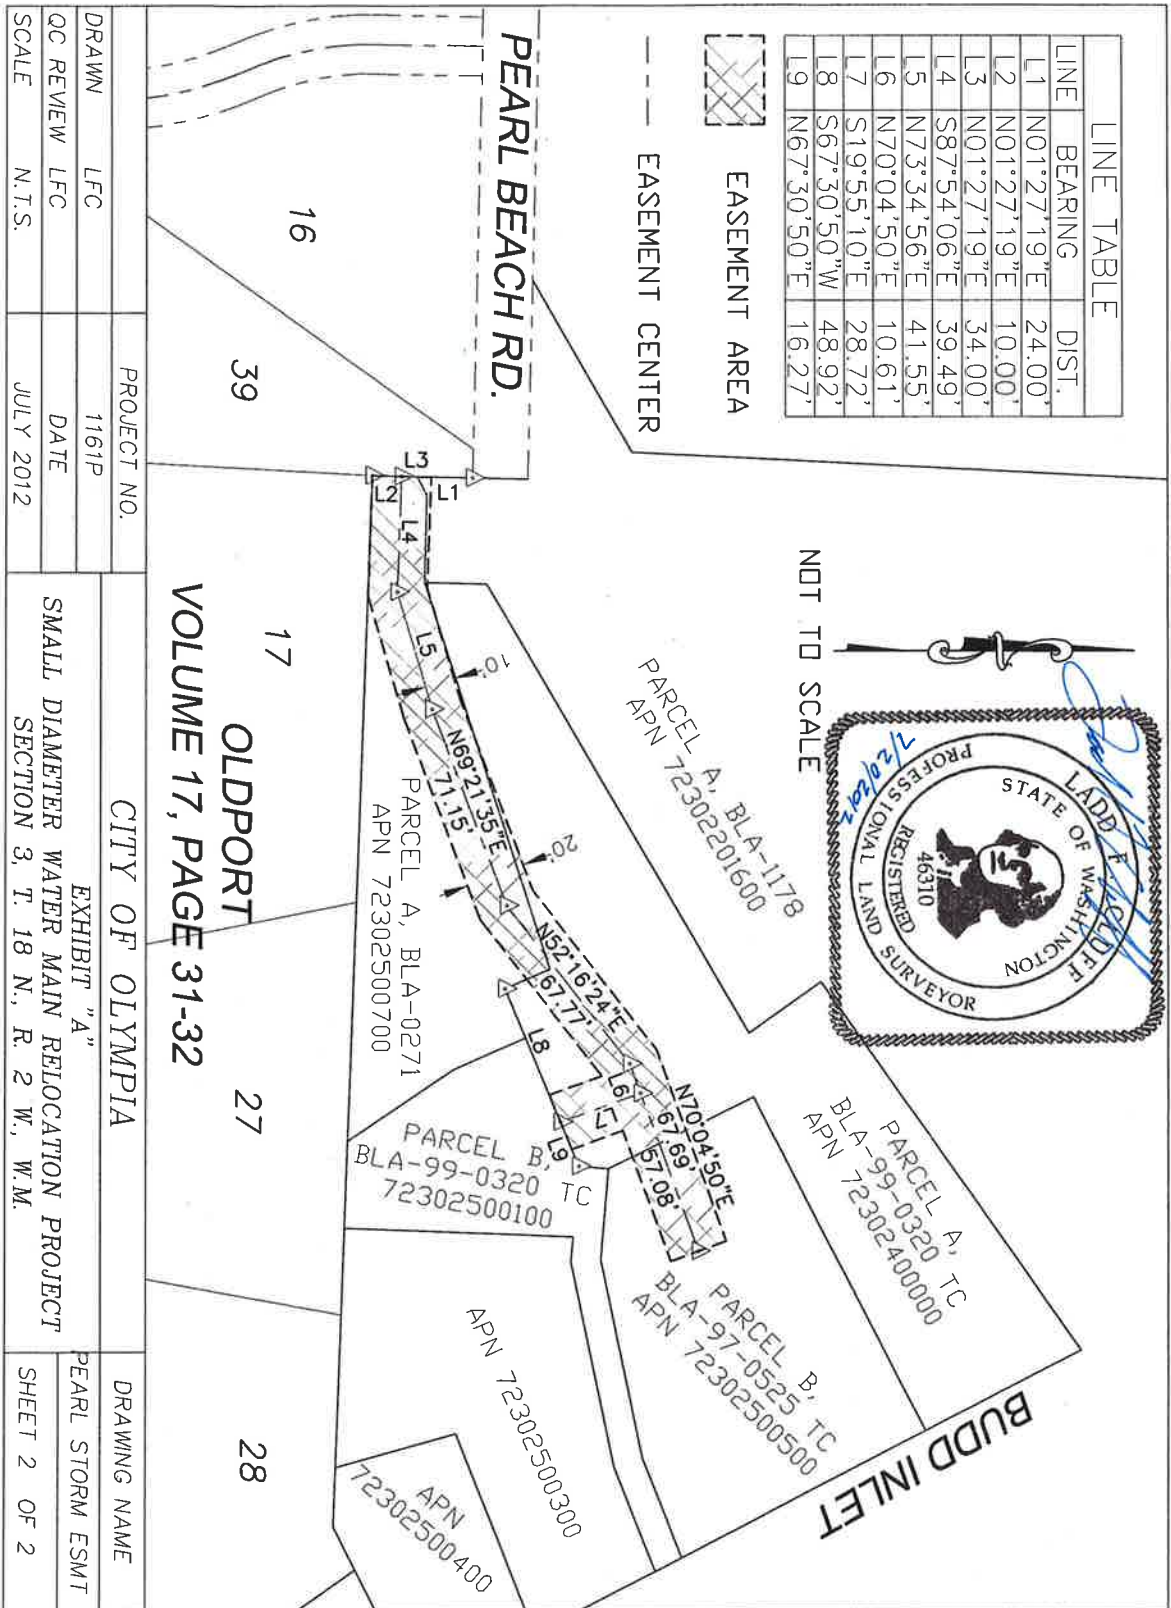 LINE TABLE
LINE BEARING DIST.
L1 N01°27'19"E 24.00'
L2 N01°27'19"E 10.00'
L3 N01°27'19"E 34.00'
L4 S87°54'06"E 39.49'
L5 N73°34'56"E 41.55'
L6 N70°04'50"E 10.61'
L7 S19°55'10"E 28.72'
L8 S67°30'50"W 48.92'
L9 N67°30'50"E 16.27'
EASEMENT AREA
EASEMENT CENTER
NOT TO SCALE
STATE OF WASHINGTON
REGISTERED
46310
PROFESSIONAL LAND SURVEYOR
PEARL BEACH RD.
PARCEL A, BLA-1178
APN 72302201600
PARCEL A,
BLA-99-0320 TC
APN 72302400000
BUDD INLET
PARCEL B,
BLA-97-0525 TC
APN 72302500500
N70°04'50"E
67.69'
57.08'
N52°16'24"E
67.77'
N69°21'35"E
71.15'
10'
20'
L1
L2
L3
L4
L5
L6
L7
L8
L9
PARCEL A, BLA-0271
APN 72302500700
PARCEL B,
BLA-99-0320 TC
72302500100
APN 72302500300
APN
72302500400
16
39
17
27
28
OLDPORT
VOLUME 17, PAGE 31-32
DRAWN LFC
QC REVIEW LFC
SCALE N.T.S.
PROJECT NO.
1161P
DATE
JULY 2012
CITY OF OLYMPIA
EXHIBIT "A"
SMALL DIAMETER WATER MAIN RELOCATION PROJECT
SECTION 3, T. 18 N., R. 2 W., W.M.
DRAWING NAME
PEARL STORM ESMT
SHEET 2 OF 2